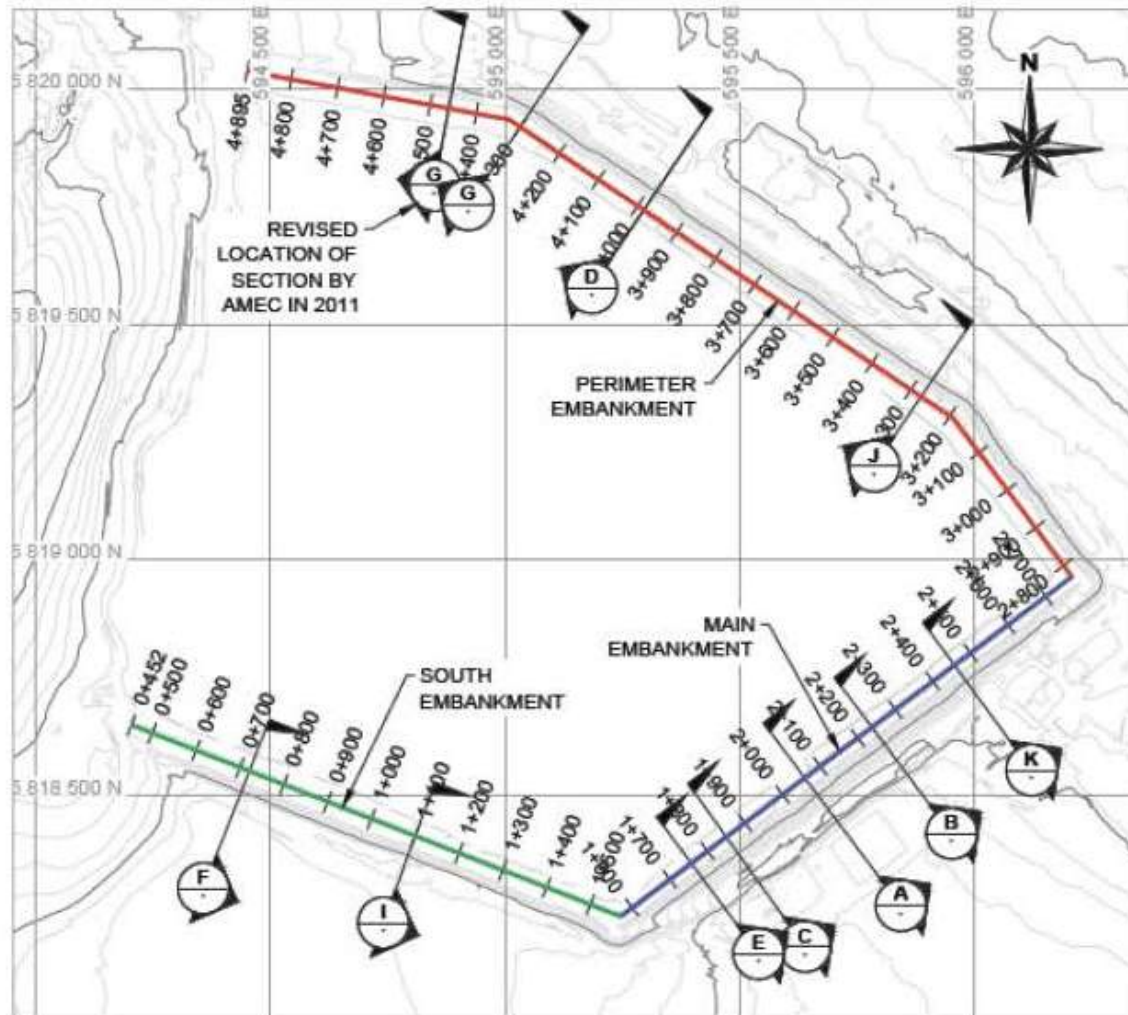 594 500 E
595 000 E
595 500 E
596 000 E
5 820 000 N
N
4+895
4+800
4+700
4+600
500
400
300
4+200
4+100
000
3+900
3+800
3+700
3+600
3+500
3+400
300
3+200
3+100
3+000
G
G
REVISED
LOCATION OF
SECTION BY
AMEC IN 2011
D
5 819 500 N
PERIMETER
EMBANKMENT
J
5 819 000 N
2+800
2+400
2+200
2+000
MAIN
EMBANKMENT
SOUTH
EMBANKMENT
0+452
0+500
0+600
0+700
0+800
0+900
1+000
1+200
1+300
1+400
1+700
5 818 500 N
K
B
A
F
I
E
C